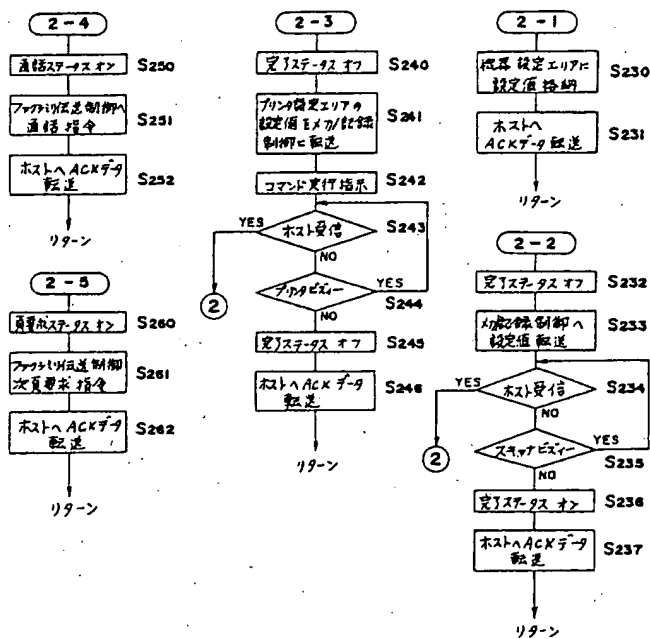 2-4
通話ステータス オン S250
ファクシミリ伝送制御へ
通話指令 S251
ホストへACKデータ
転送 S252
リターン
2-5
頁要求ステータス オン S260
ファクシミリ伝送制御
次頁要求指令 S261
ホストへACKデータ
転送 S262
リターン
2-3
完了ステータス オフ S240
プリンタ設定エリアの
設定値をメカ/記録
制御に転送 S241
コマンド実行指示 S242
ホスト受信 S243
YES
NO
2
プリンタビズィー S244
YES
NO
完了ステータス オフ S245
ホストへACKデータ
転送 S246
リターン
2-1
設定エリアに
設定値格納 S230
ホストへ
ACKデータ転送 S231
リターン
2-2
完了ステータス オフ S232
記録制御へ
設定値転送 S233
ホスト受信 S234
YES
NO
2
スキャナビズィー S235
YES
NO
完了ステータス オン S236
ホストへACKデータ
転送 S237
リターン